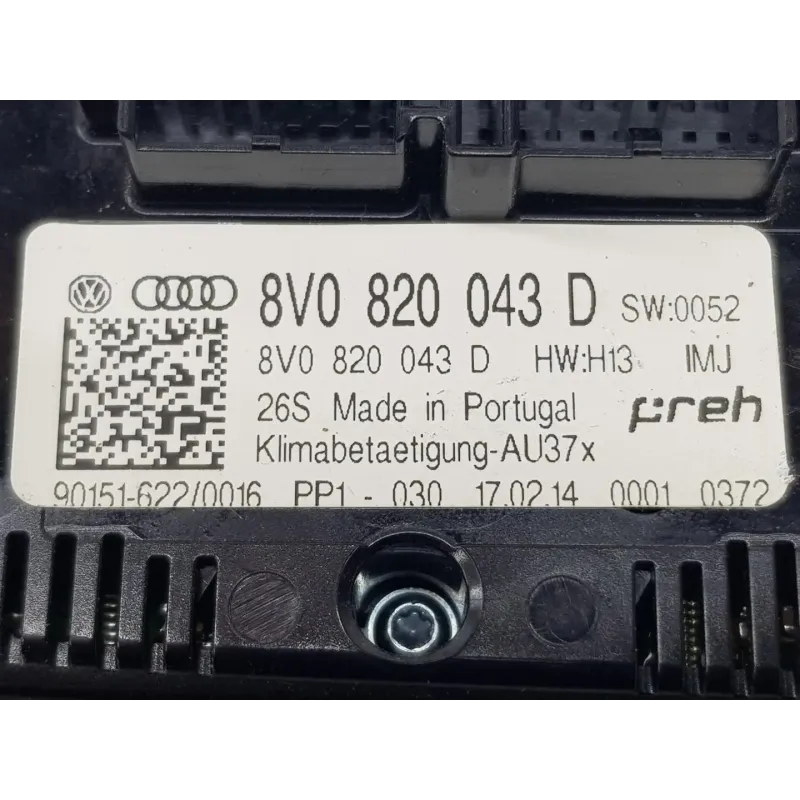 8V0 820 043 D SW:0052
8V0 820 043 D HW:H13 IMJ
26S Made in Portugal preh
Klimabetaetigung-AU37x
90151-622/0016 PP1 - 030 17.02.14 0001 0372